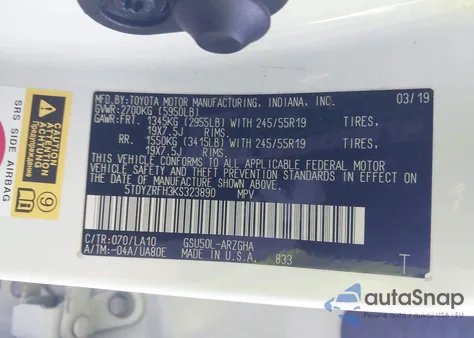 MFD.BY:TOYOTA MOTOR MANUFACTURING, INDIANA, INC. 03/19
GVWR:2700KG (5950LB)
GAWR:FRT. 1345KG (2955LB) WITH 245/55R19 TIRES,
19X7.5J RIMS,
RR. 1550KG (3415LB) WITH 245/55R19 TIRES,
19X7.5J RIMS,
THIS VEHICLE CONFORMS TO ALL APPLICABLE FEDERAL MOTOR
VEHICLE SAFETY AND THEFT PREVENTION STANDARDS IN EFFECT ON
THE DATE OF MANUFACTURE SHOWN ABOVE.
5TDYZRFH3KS323890 MPV
C/TR:070/LA10 GSU50L-ARZGHA
A/TM:-04A/UA80E MADE IN U.S.A. 833 T
SRS SIDE AIRBAG
9
autoSnap